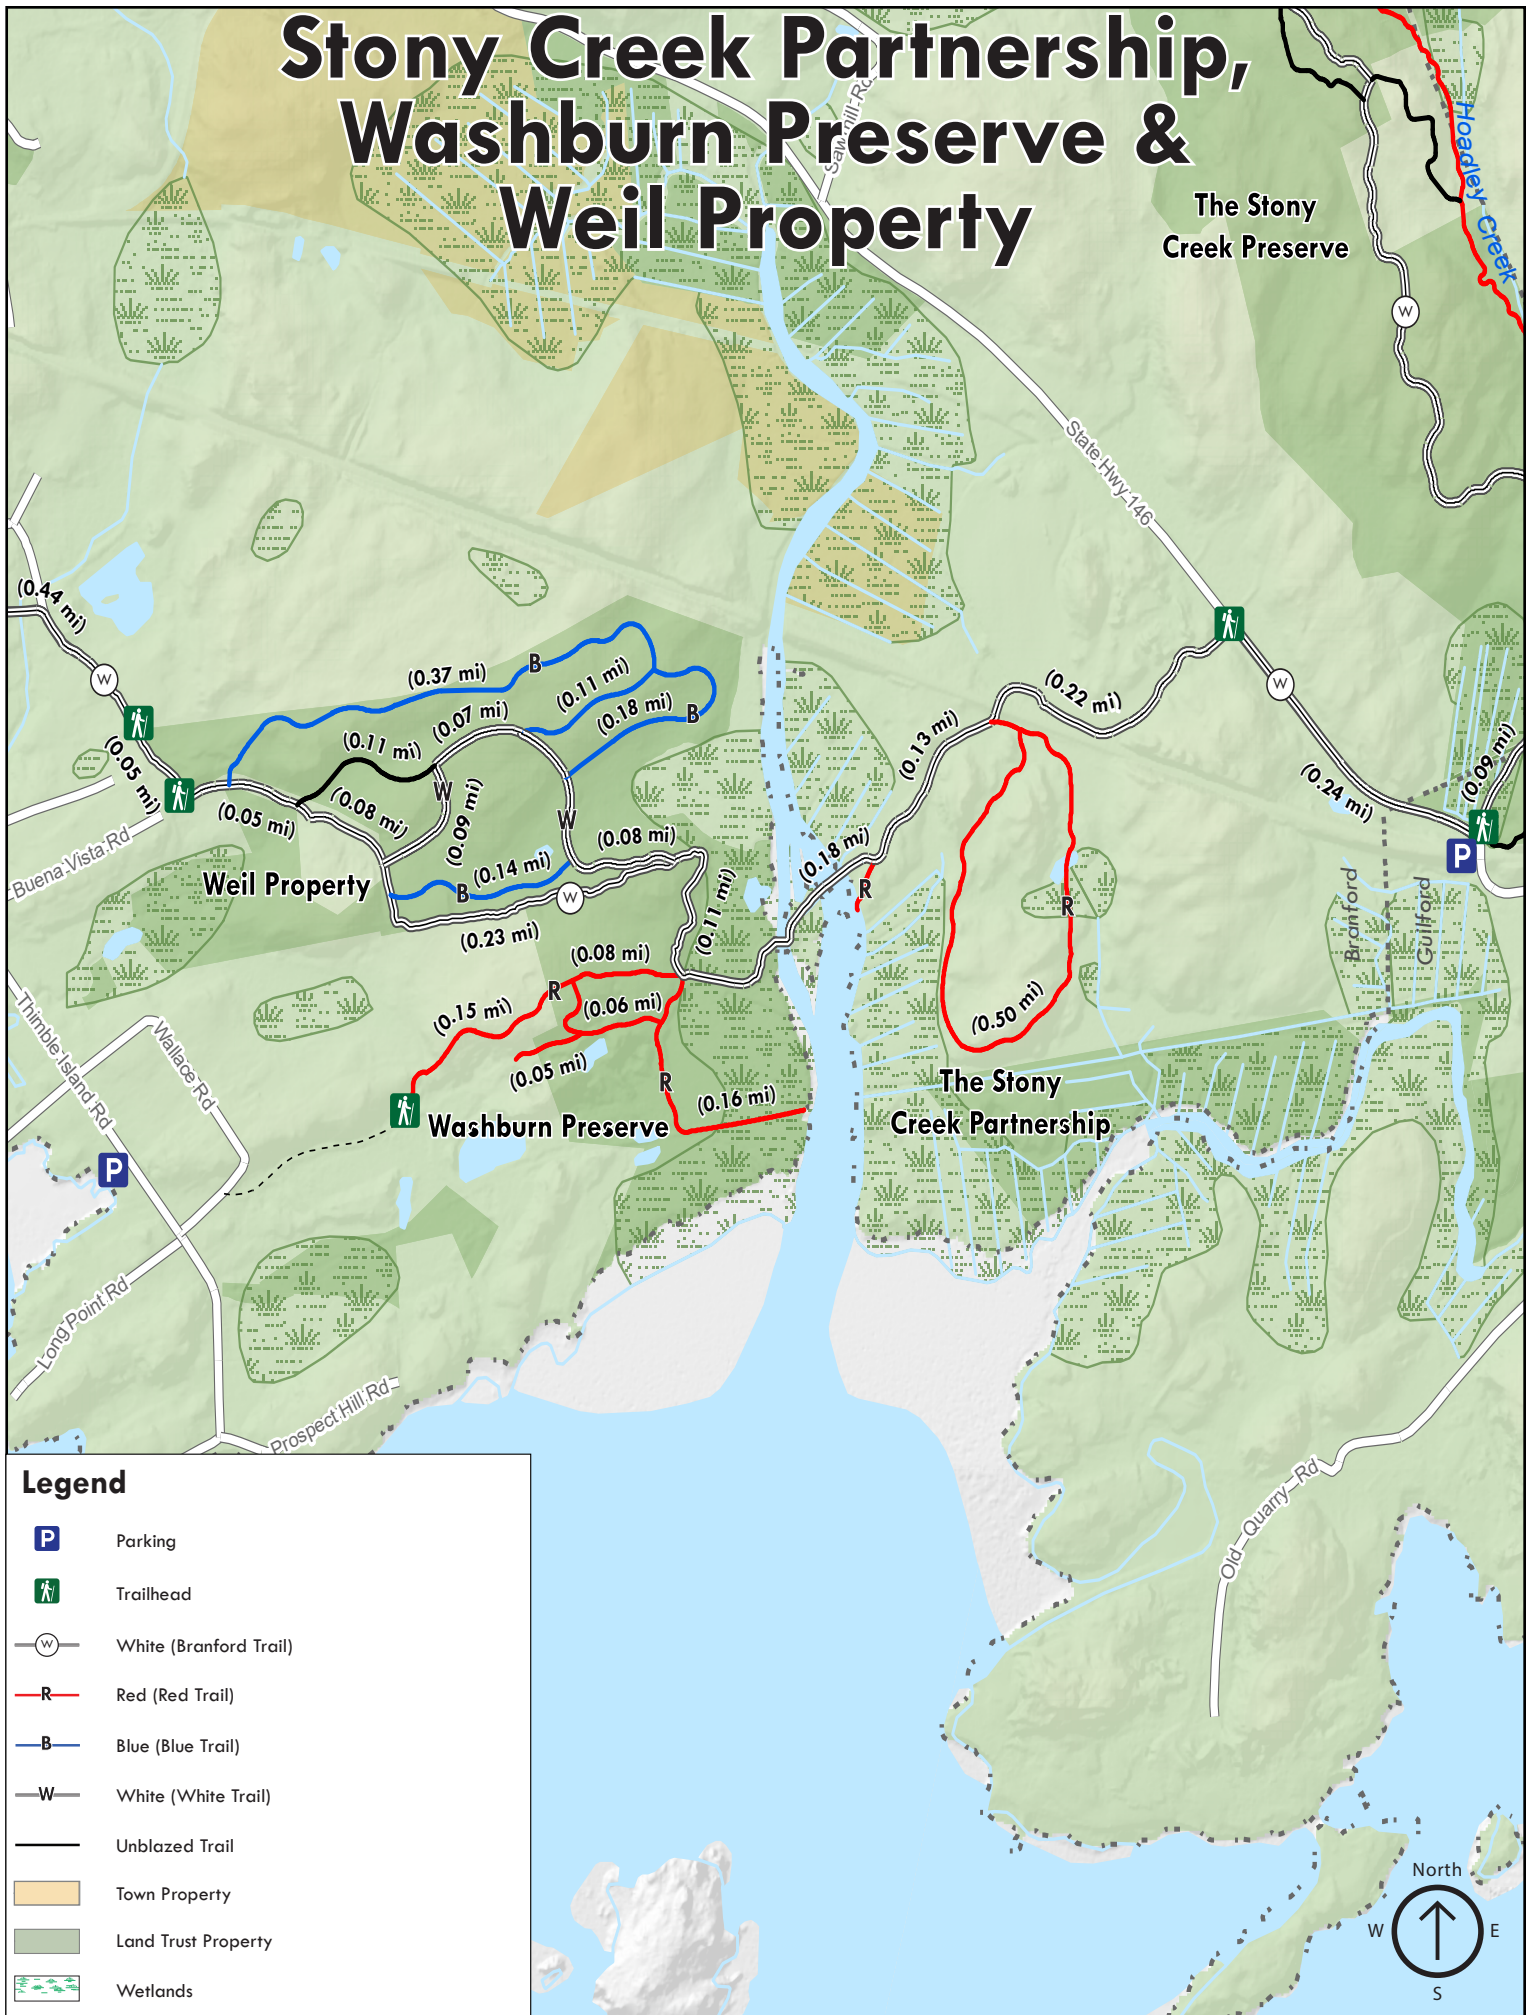 Stony Creek Partnership,
Washburn Preserve &
Weil Property
Sawmill Rd
Hoadley Creek
The Stony
Creek Preserve
W
State Hwy 146
(0.44 mi)
W
(0.37 mi)
B
(0.11 mi)
(0.18 mi)
B
(0.07 mi)
(0.11 mi)
(0.05 mi)
(0.05 mi)
(0.08 mi)
W
(0.09 mi)
W
(0.08 mi)
(0.14 mi)
B
W
(0.23 mi)
Buena Vista Rd
Weil Property
(0.11 mi)
(0.22 mi)
W
(0.13 mi)
(0.18 mi)
R
R
(0.50 mi)
(0.24 mi)
(0.09 mi)
P
Branford
Guilford
(0.08 mi)
R
(0.15 mi)
(0.06 mi)
(0.05 mi)
R
(0.16 mi)
Washburn Preserve
The Stony
Creek Partnership
Thimble Island Rd
Wallace Rd
P
Long Point Rd
Prospect Hill Rd
Old Quarry Rd
Legend
P Parking
Trailhead
W White (Branford Trail)
R Red (Red Trail)
B Blue (Blue Trail)
W White (White Trail)
Unblazed Trail
Town Property
Land Trust Property
Wetlands
North
W E
S